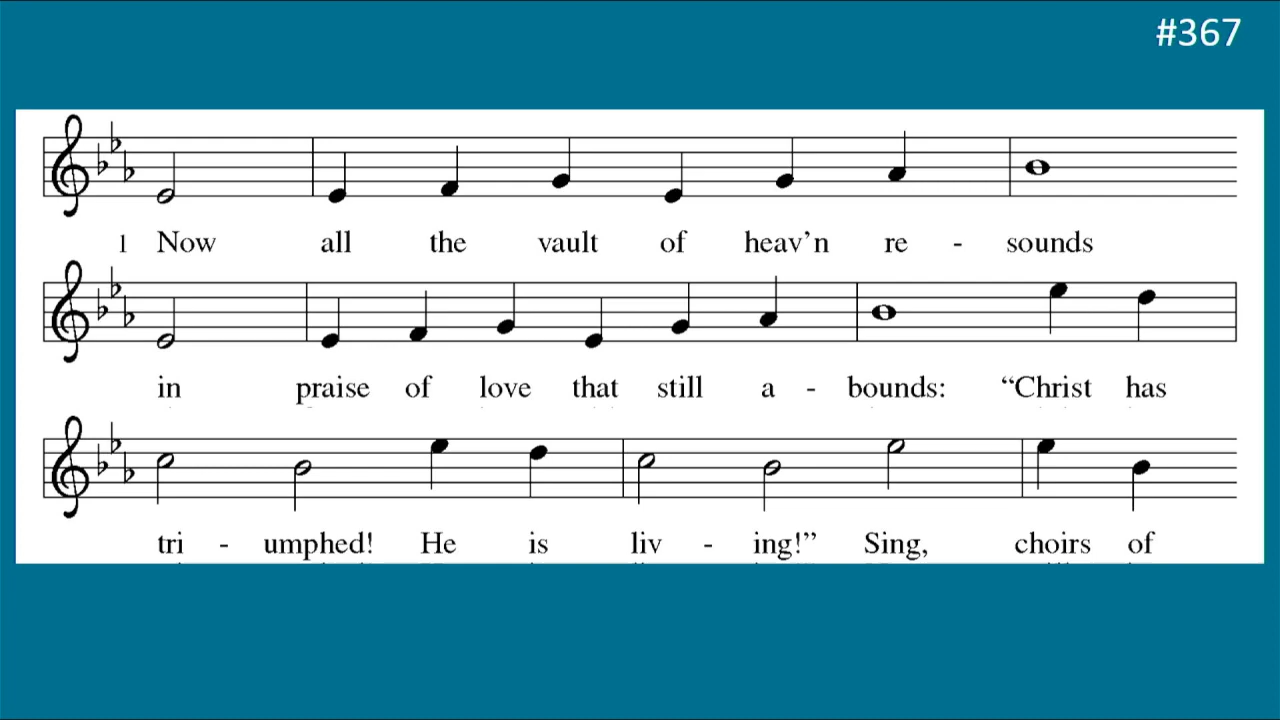 #367
1 Now all the vault of heav’n re - sounds
in praise of love that still a - bounds: “Christ has
tri - umphed! He is liv - ing!” Sing, choirs of